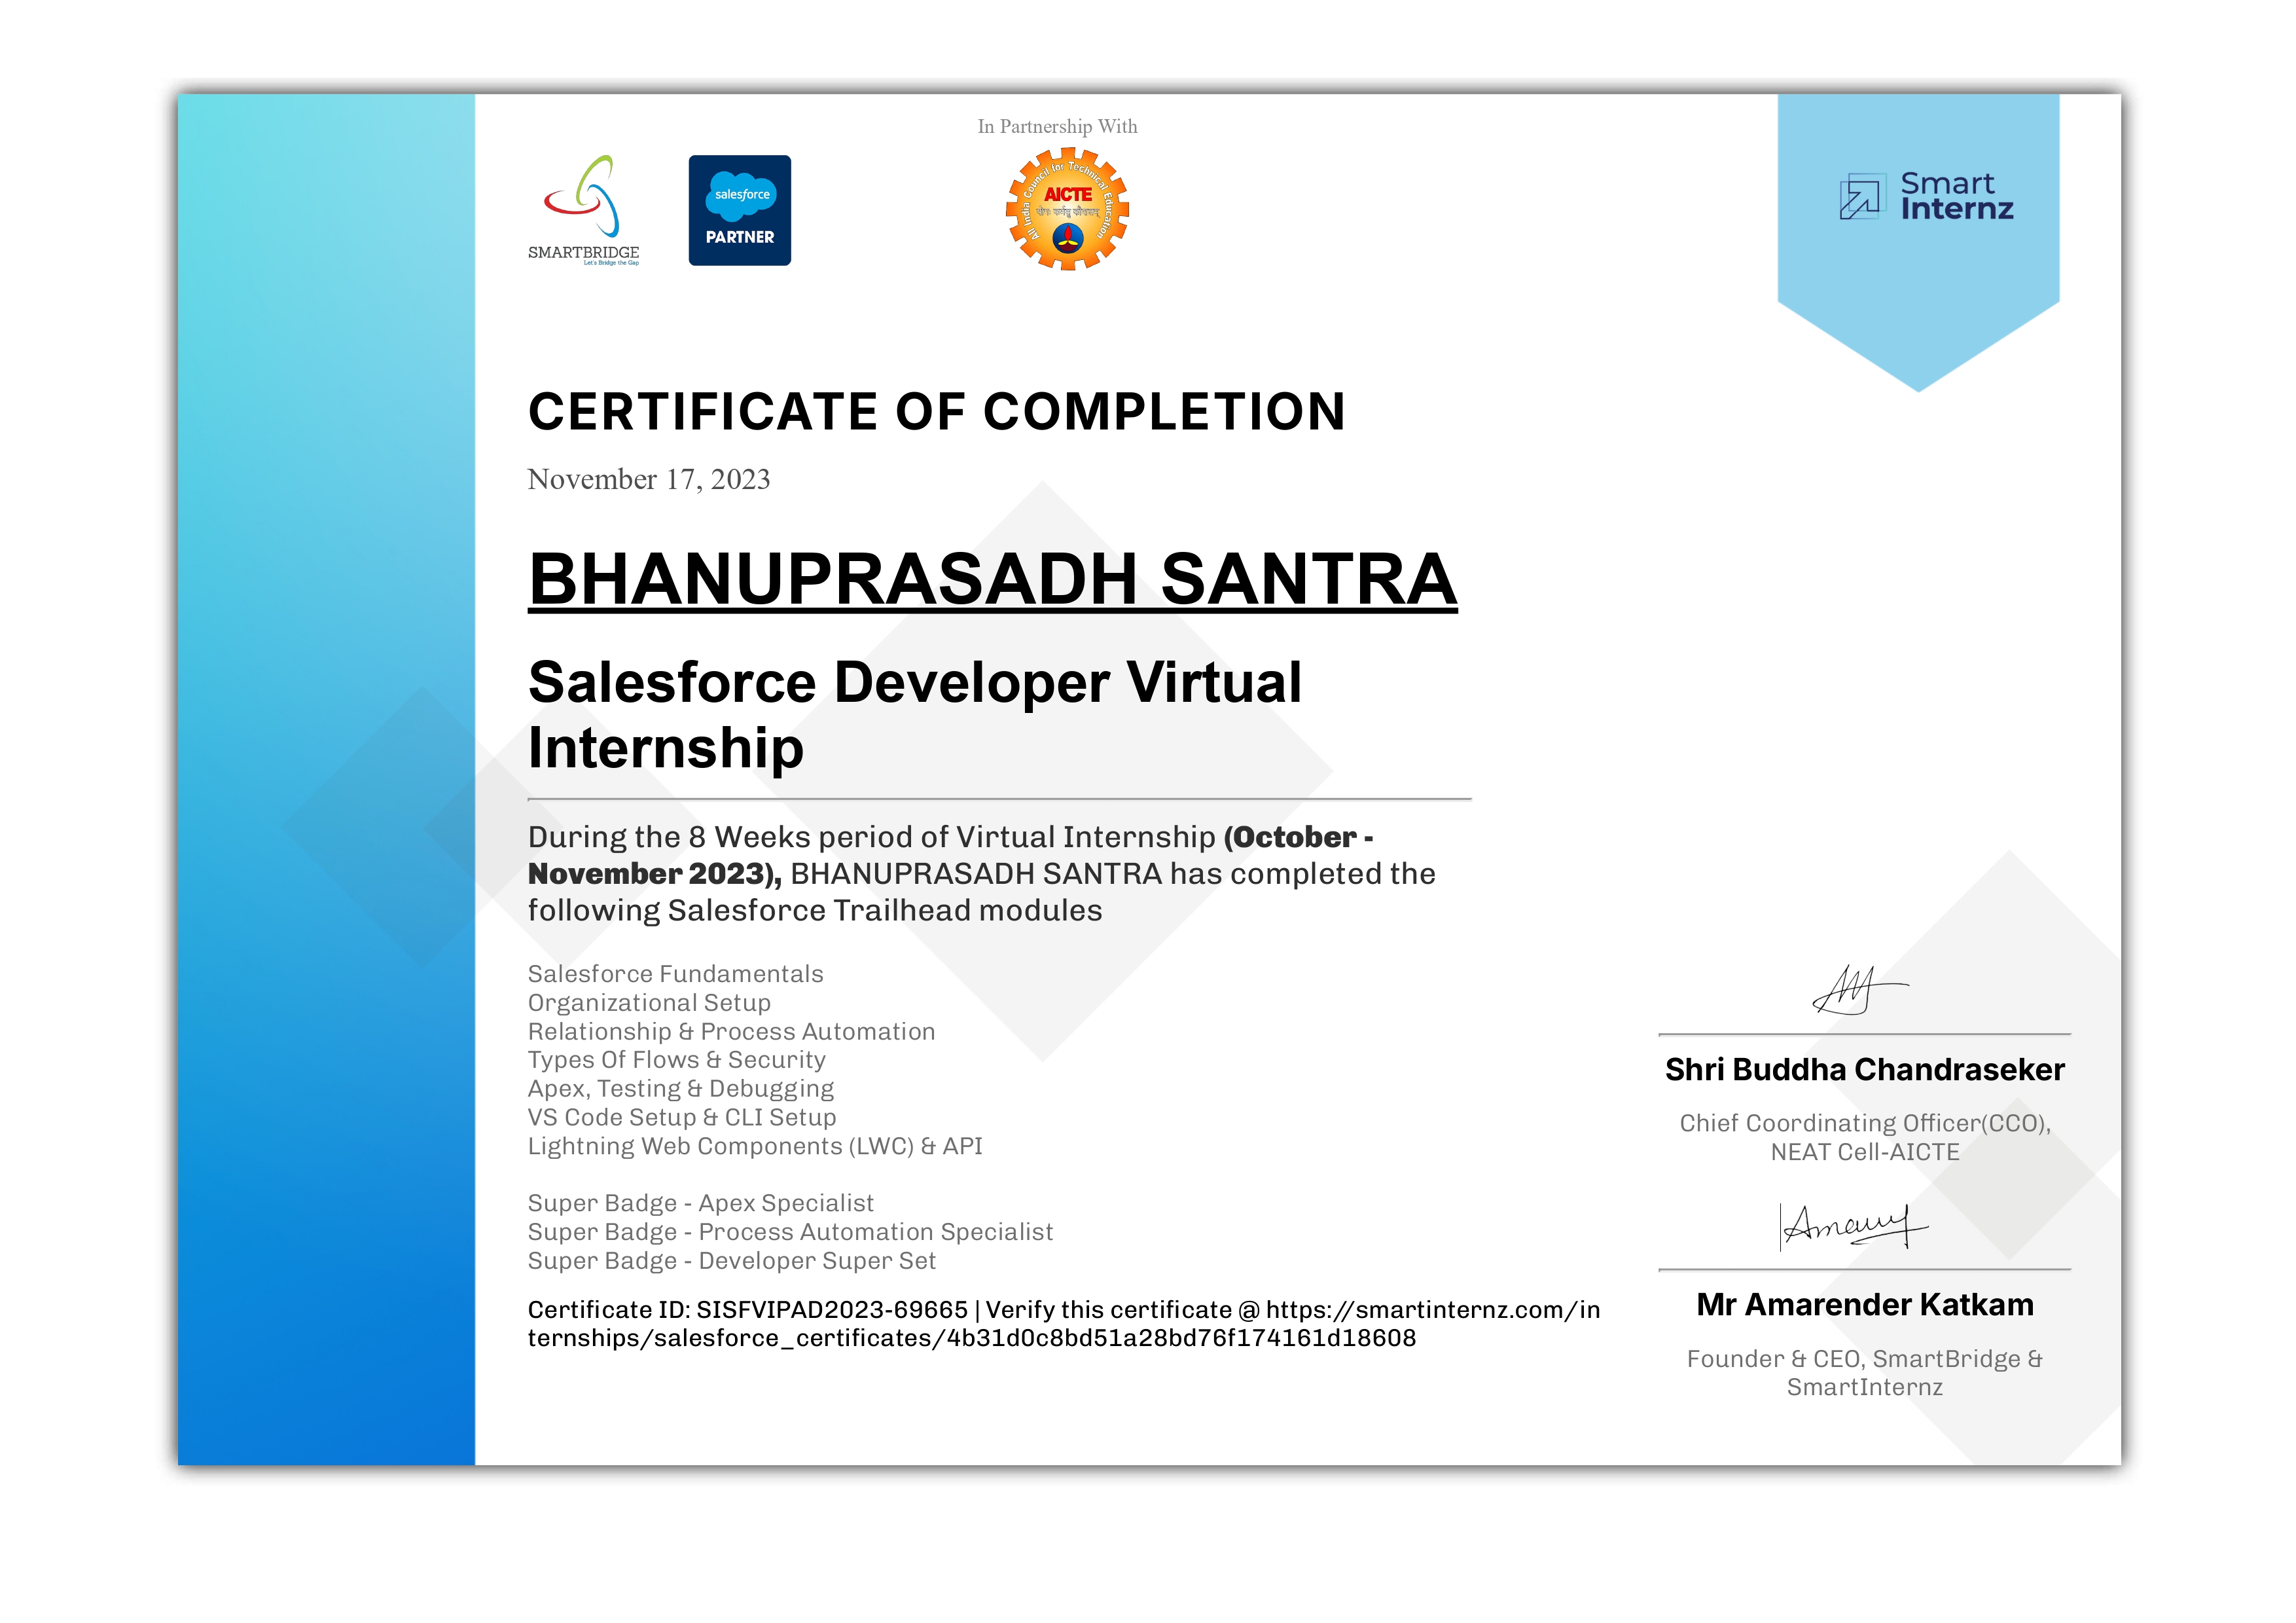 In Partnership With
SMARTBRIDGE
Let's Bridge the Gap
salesforce
PARTNER
All India Council for Technical Education
AICTE
योगः कर्मसु कौशलम्
Smart
Internz
CERTIFICATE OF COMPLETION
November 17, 2023
BHANUPRASADH SANTRA
Salesforce Developer Virtual
Internship
During the 8 Weeks period of Virtual Internship (October -
November 2023), BHANUPRASADH SANTRA has completed the
following Salesforce Trailhead modules
Salesforce Fundamentals
Organizational Setup
Relationship & Process Automation
Types Of Flows & Security
Apex, Testing & Debugging
VS Code Setup & CLI Setup
Lightning Web Components (LWC) & API
Super Badge - Apex Specialist
Super Badge - Process Automation Specialist
Super Badge - Developer Super Set
Certificate ID: SISFVIPAD2023-69665 | Verify this certificate @ https://smartinternz.com/in
ternships/salesforce_certificates/4b31d0c8bd51a28bd76f174161d18608
Shri Buddha Chandraseker
Chief Coordinating Officer(CCO),
NEAT Cell-AICTE
Mr Amarender Katkam
Founder & CEO, SmartBridge &
SmartInternz